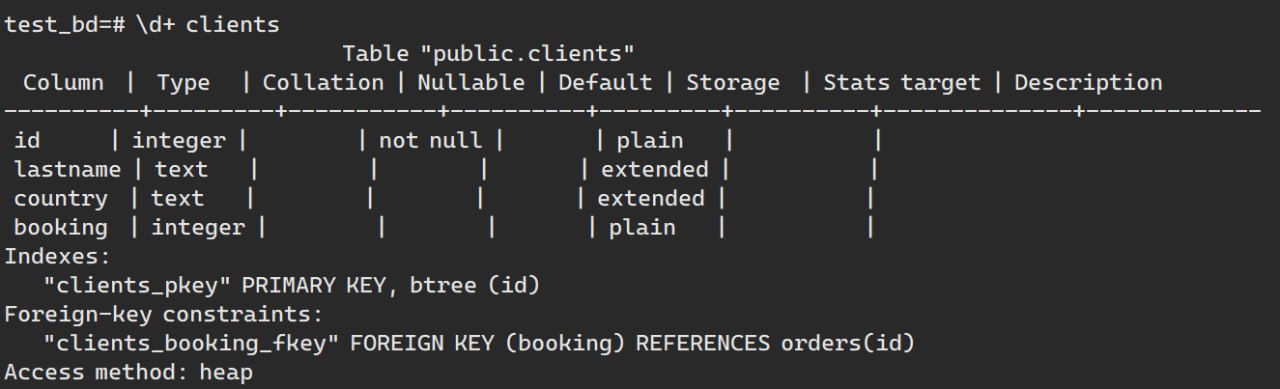 test_bd=# \d+ clients
Table "public.clients"
Column | Type | Collation | Nullable | Default | Storage | Stats target | Description
----------+---------+-----------+----------+---------+----------+--------------+-------------
id | integer | | not null | | plain | |
lastname | text | | | | extended | |
country | text | | | | extended | |
booking | integer | | | | plain | |
Indexes:
"clients_pkey" PRIMARY KEY, btree (id)
Foreign-key constraints:
"clients_booking_fkey" FOREIGN KEY (booking) REFERENCES orders(id)
Access method: heap